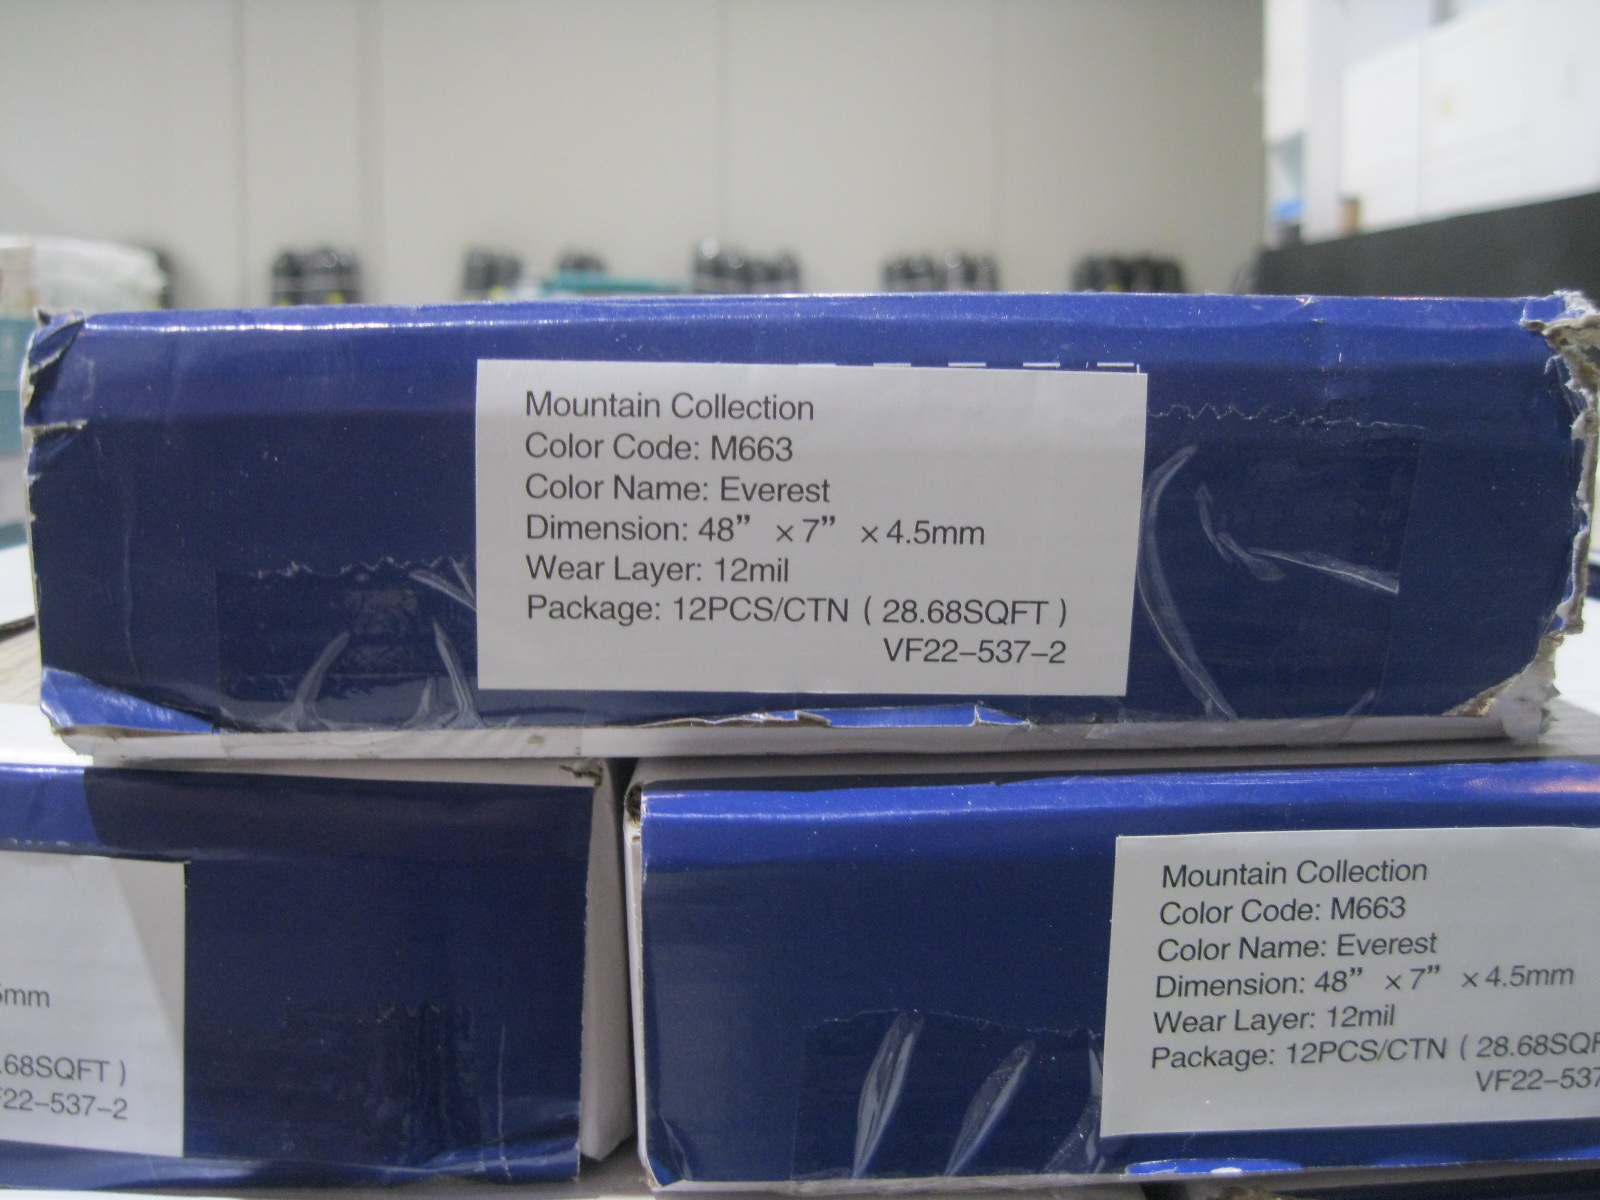 Mountain Collection
Color Code: M663
Color Name: Everest
Dimension: 48” ×7” ×4.5mm
Wear Layer: 12mil
Package: 12PCS/CTN ( 28.68SQFT )
VF22–537–2
5mm
.68SQFT )
F22–537–2
Mountain Collection
Color Code: M663
Color Name: Everest
Dimension: 48” ×7” ×4.5mm
Wear Layer: 12mil
Package: 12PCS/CTN ( 28.68SQF
VF22–537